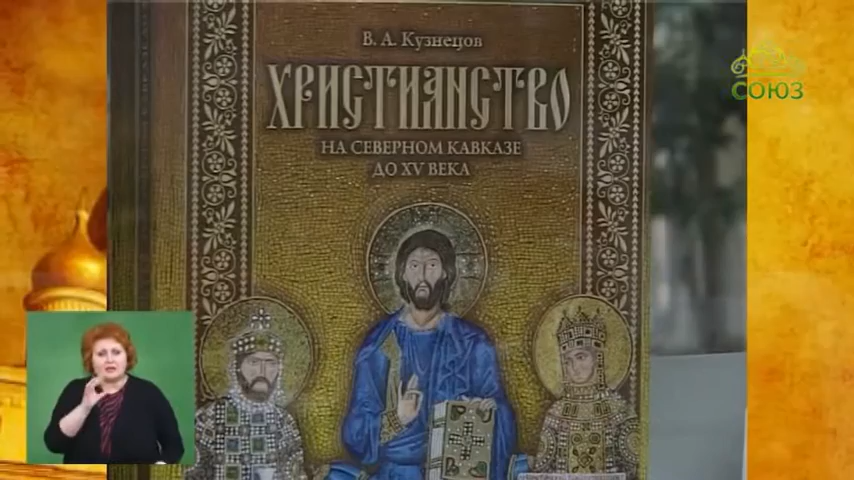 В. А. Кузнецов
ХРИСТИАНСТВО
НА СЕВЕРНОМ КАВКАЗЕ
ДО XV ВЕКА
СОЮЗ